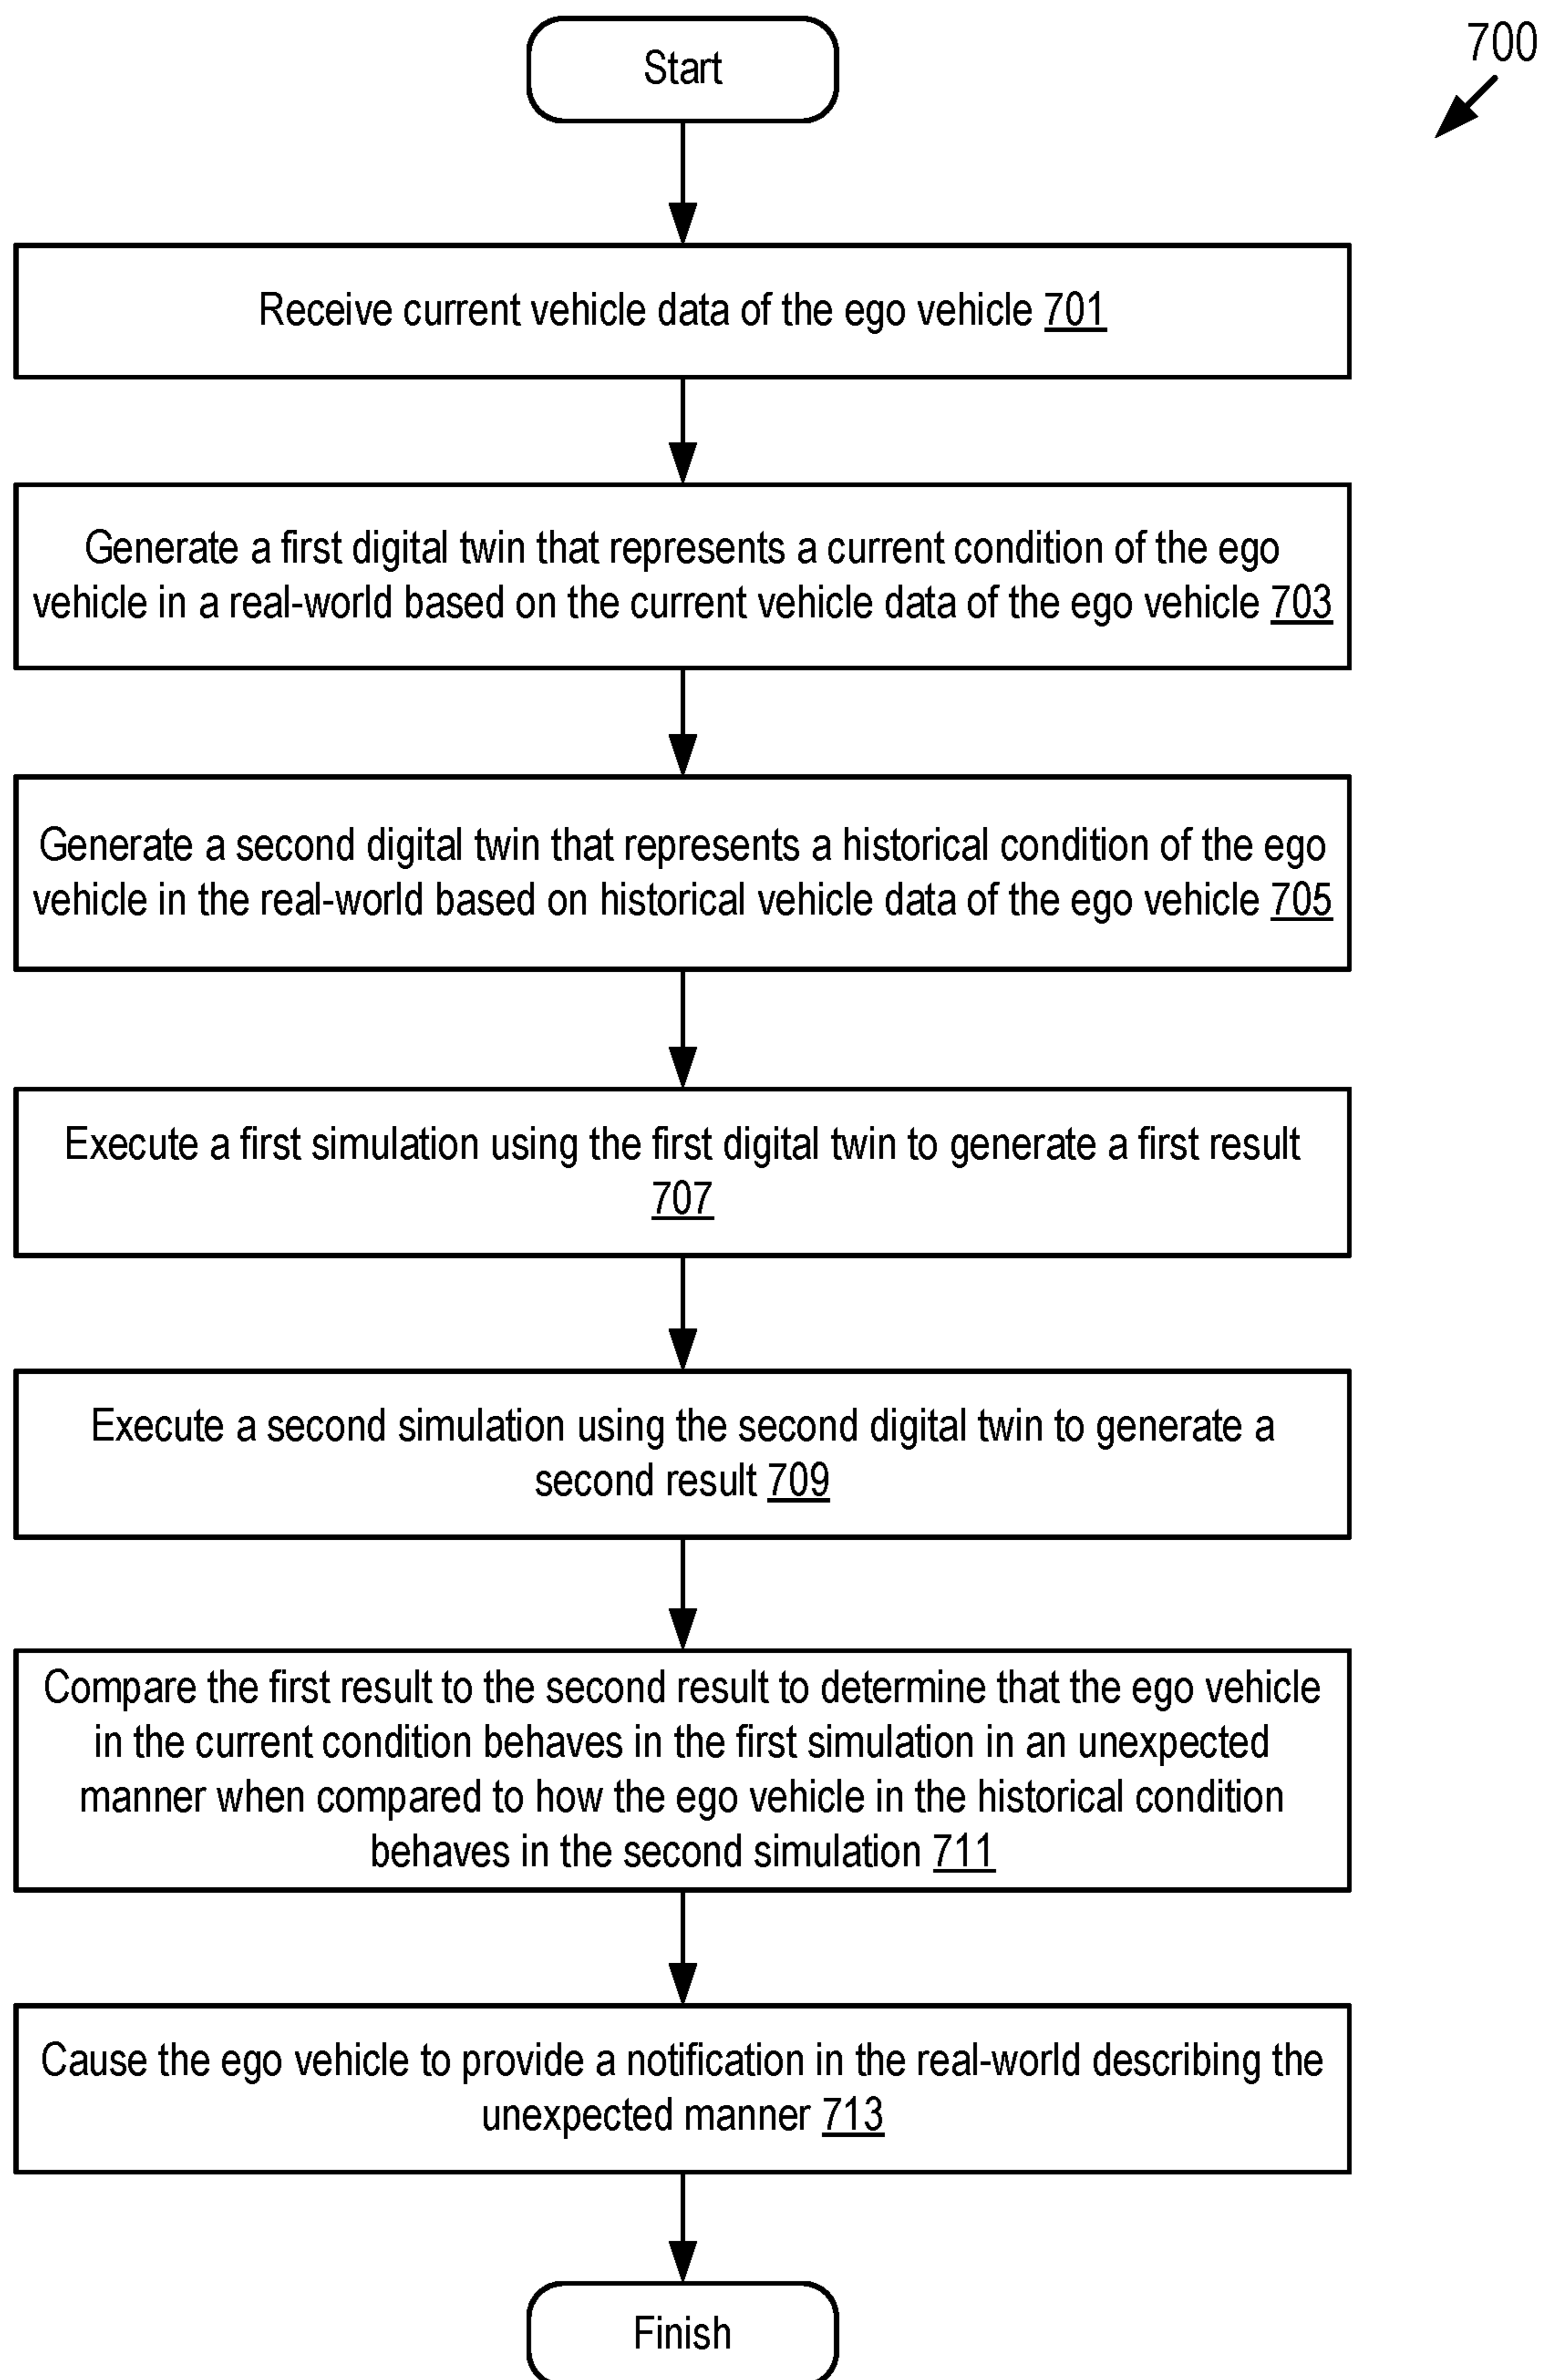 Start
700
Receive current vehicle data of the ego vehicle 701
Generate a first digital twin that represents a current condition of the ego
vehicle in a real-world based on the current vehicle data of the ego vehicle 703
Generate a second digital twin that represents a historical condition of the ego
vehicle in the real-world based on historical vehicle data of the ego vehicle 705
Execute a first simulation using the first digital twin to generate a first result
707
Execute a second simulation using the second digital twin to generate a
second result 709
Compare the first result to the second result to determine that the ego vehicle
in the current condition behaves in the first simulation in an unexpected
manner when compared to how the ego vehicle in the historical condition
behaves in the second simulation 711
Cause the ego vehicle to provide a notification in the real-world describing the
unexpected manner 713
Finish